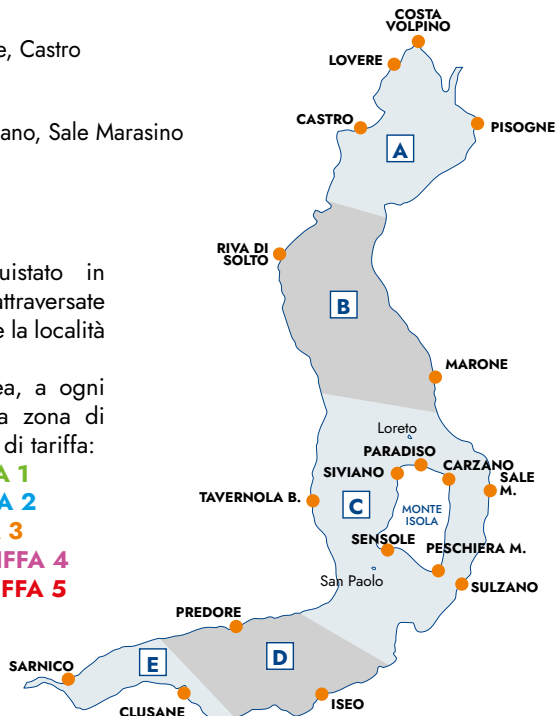 e, Castro
ano, Sale Marasino
uistato in
attraversate
e la località
ea, a ogni
a zona di
di tariffa:
A 1
A 2
3
IFFA 4
FFA 5
COSTA
VOLPINO
LOVERE
CASTRO
PISOGNE
A
RIVA DI
SOLTO
B
MARONE
Loreto
PARADISO
SIVIANO
CARZANO
SALE
M.
TAVERNOLA B.
C
MONTE
ISOLA
SENSOLE
PESCHIERA M.
San Paolo
SULZANO
PREDORE
D
E
SARNICO
ISEO
CLUSANE